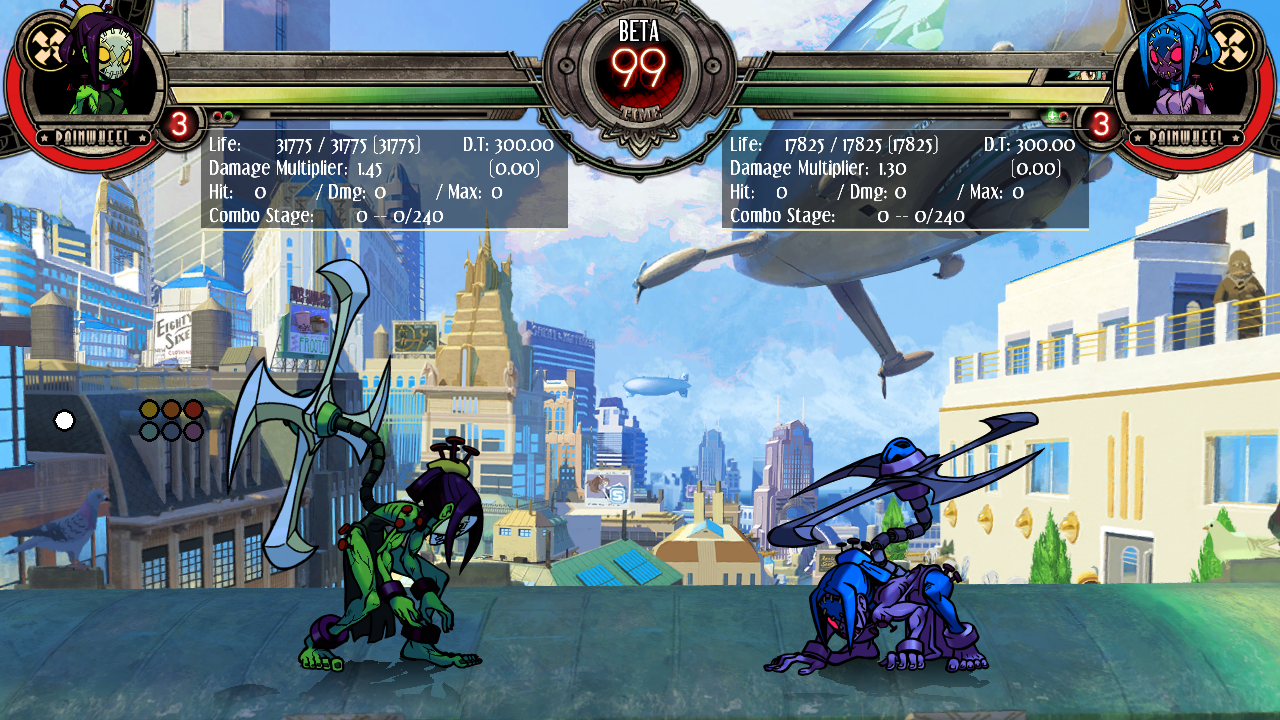 BETA
99
TIME
PAINWHEEL
3
3
PAINWHEEL
Life: 31775 / 31775 (31775) D.T: 300.00
Damage Multiplier: 1.45 (0.00)
Hit: 0 / Dmg: 0 / Max: 0
Combo Stage: 0 -- 0/240
Life: 17825 / 17825 (17825) D.T: 300.00
Damage Multiplier: 1.30 (0.00)
Hit: 0 / Dmg: 0 / Max: 0
Combo Stage: 0 -- 0/240
EIGHTY
SIX
S